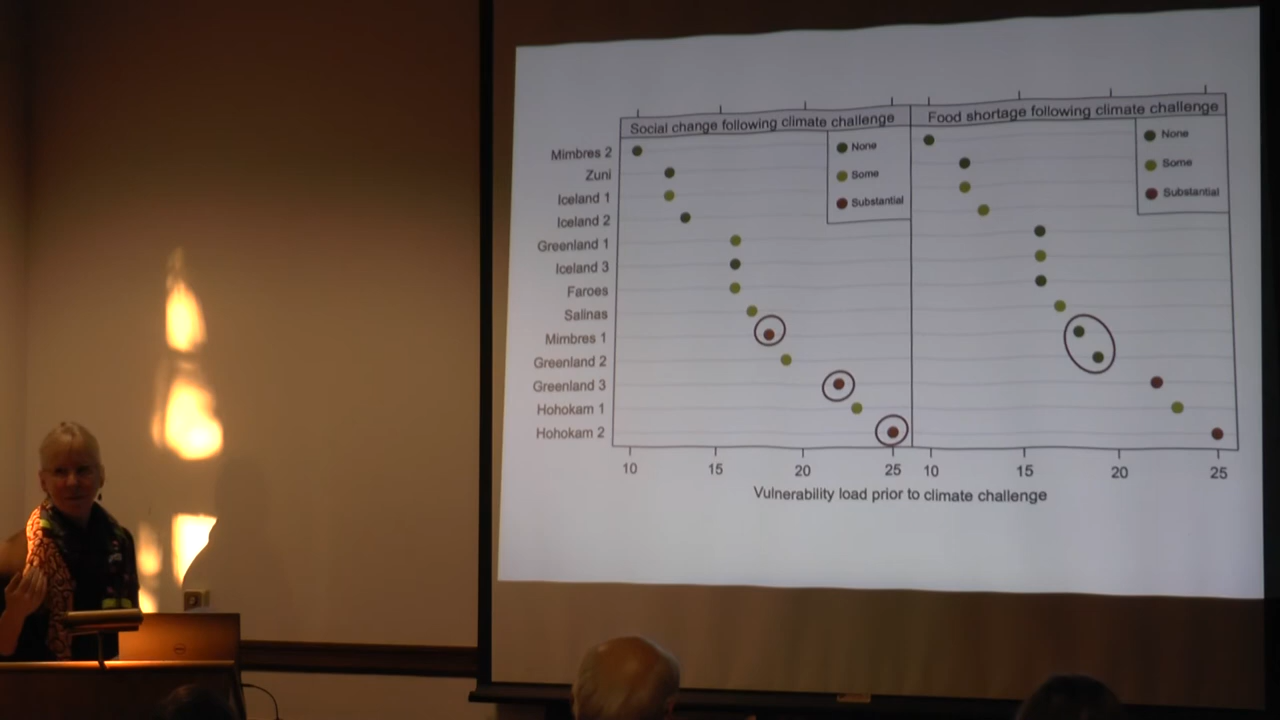 Social change following climate challenge
Food shortage following climate challenge
None
Some
Substantial
None
Some
Substantial
Mimbres 2
Zuni
Iceland 1
Iceland 2
Greenland 1
Iceland 3
Faroes
Salinas
Mimbres 1
Greenland 2
Greenland 3
Hohokam 1
Hohokam 2
10 15 20 25 10 15 20 25
Vulnerability load prior to climate challenge
DELL